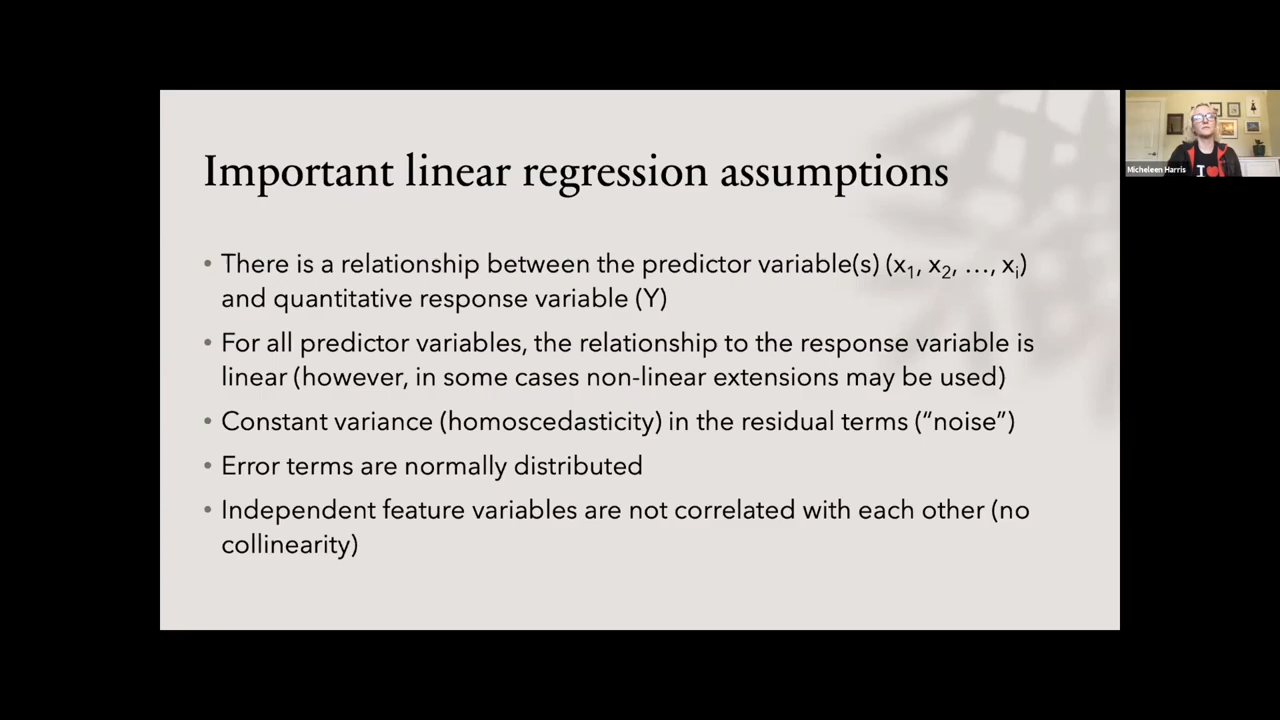 Important linear regression assumptions
• There is a relationship between the predictor variable(s) (x₁, x₂, …, xᵢ)
and quantitative response variable (Y)
• For all predictor variables, the relationship to the response variable is
linear (however, in some cases non-linear extensions may be used)
• Constant variance (homoscedasticity) in the residual terms (“noise”)
• Error terms are normally distributed
• Independent feature variables are not correlated with each other (no
collinearity)
Micheleen Harris
I